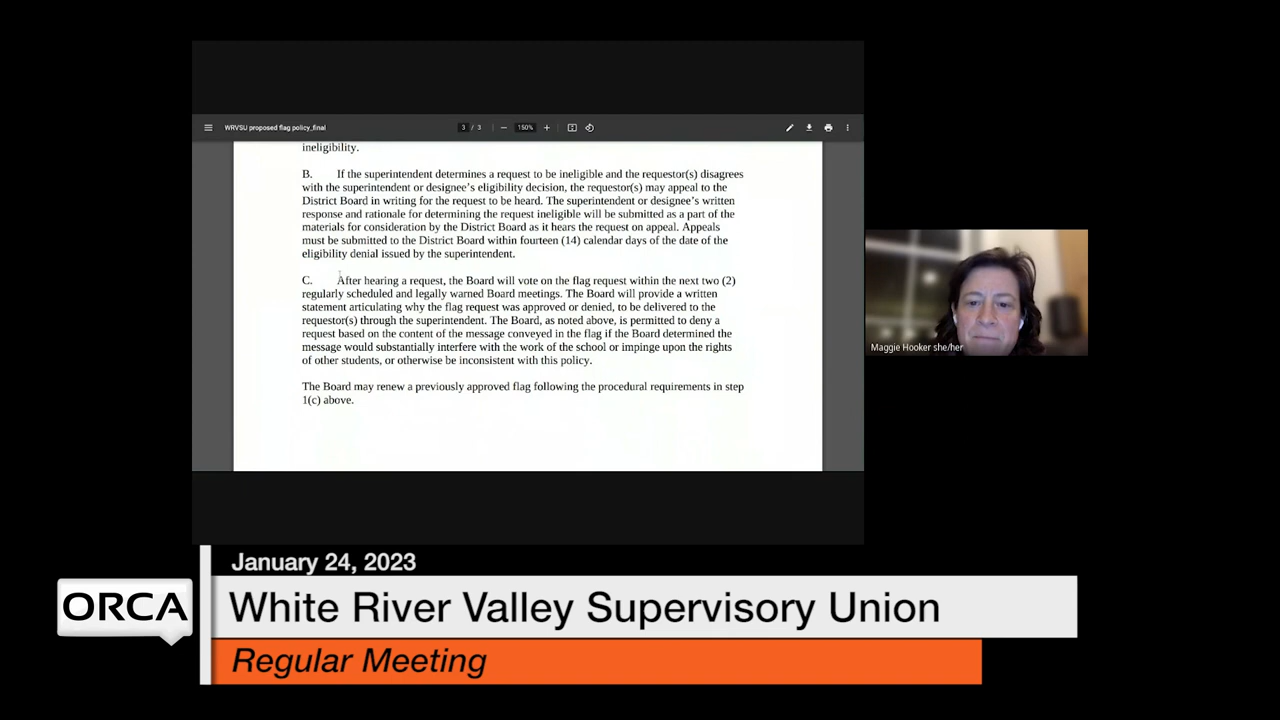 WRVSU proposed flag policy_final
3 / 3
150%
ineligibility.
B. If the superintendent determines a request to be ineligible and the requestor(s) disagrees
with the superintendent or designee's eligibility decision, the requestor(s) may appeal to the
District Board in writing for the request to be heard. The superintendent or designee's written
response and rationale for determining the request ineligible will be submitted as a part of the
materials for consideration by the District Board as it hears the request on appeal. Appeals
must be submitted to the District Board within fourteen (14) calendar days of the date of the
eligibility denial issued by the superintendent.
C. After hearing a request, the Board will vote on the flag request within the next two (2)
regularly scheduled and legally warned Board meetings. The Board will provide a written
statement articulating why the flag request was approved or denied, to be delivered to the
requestor(s) through the superintendent. The Board, as noted above, is permitted to deny a
request based on the content of the message conveyed in the flag if the Board determined the
message would substantially interfere with the work of the school or impinge upon the rights
of other students, or otherwise be inconsistent with this policy.
The Board may renew a previously approved flag following the procedural requirements in step
1(c) above.
Maggie Hooker she/her
January 24, 2023
ORCA
White River Valley Supervisory Union
Regular Meeting